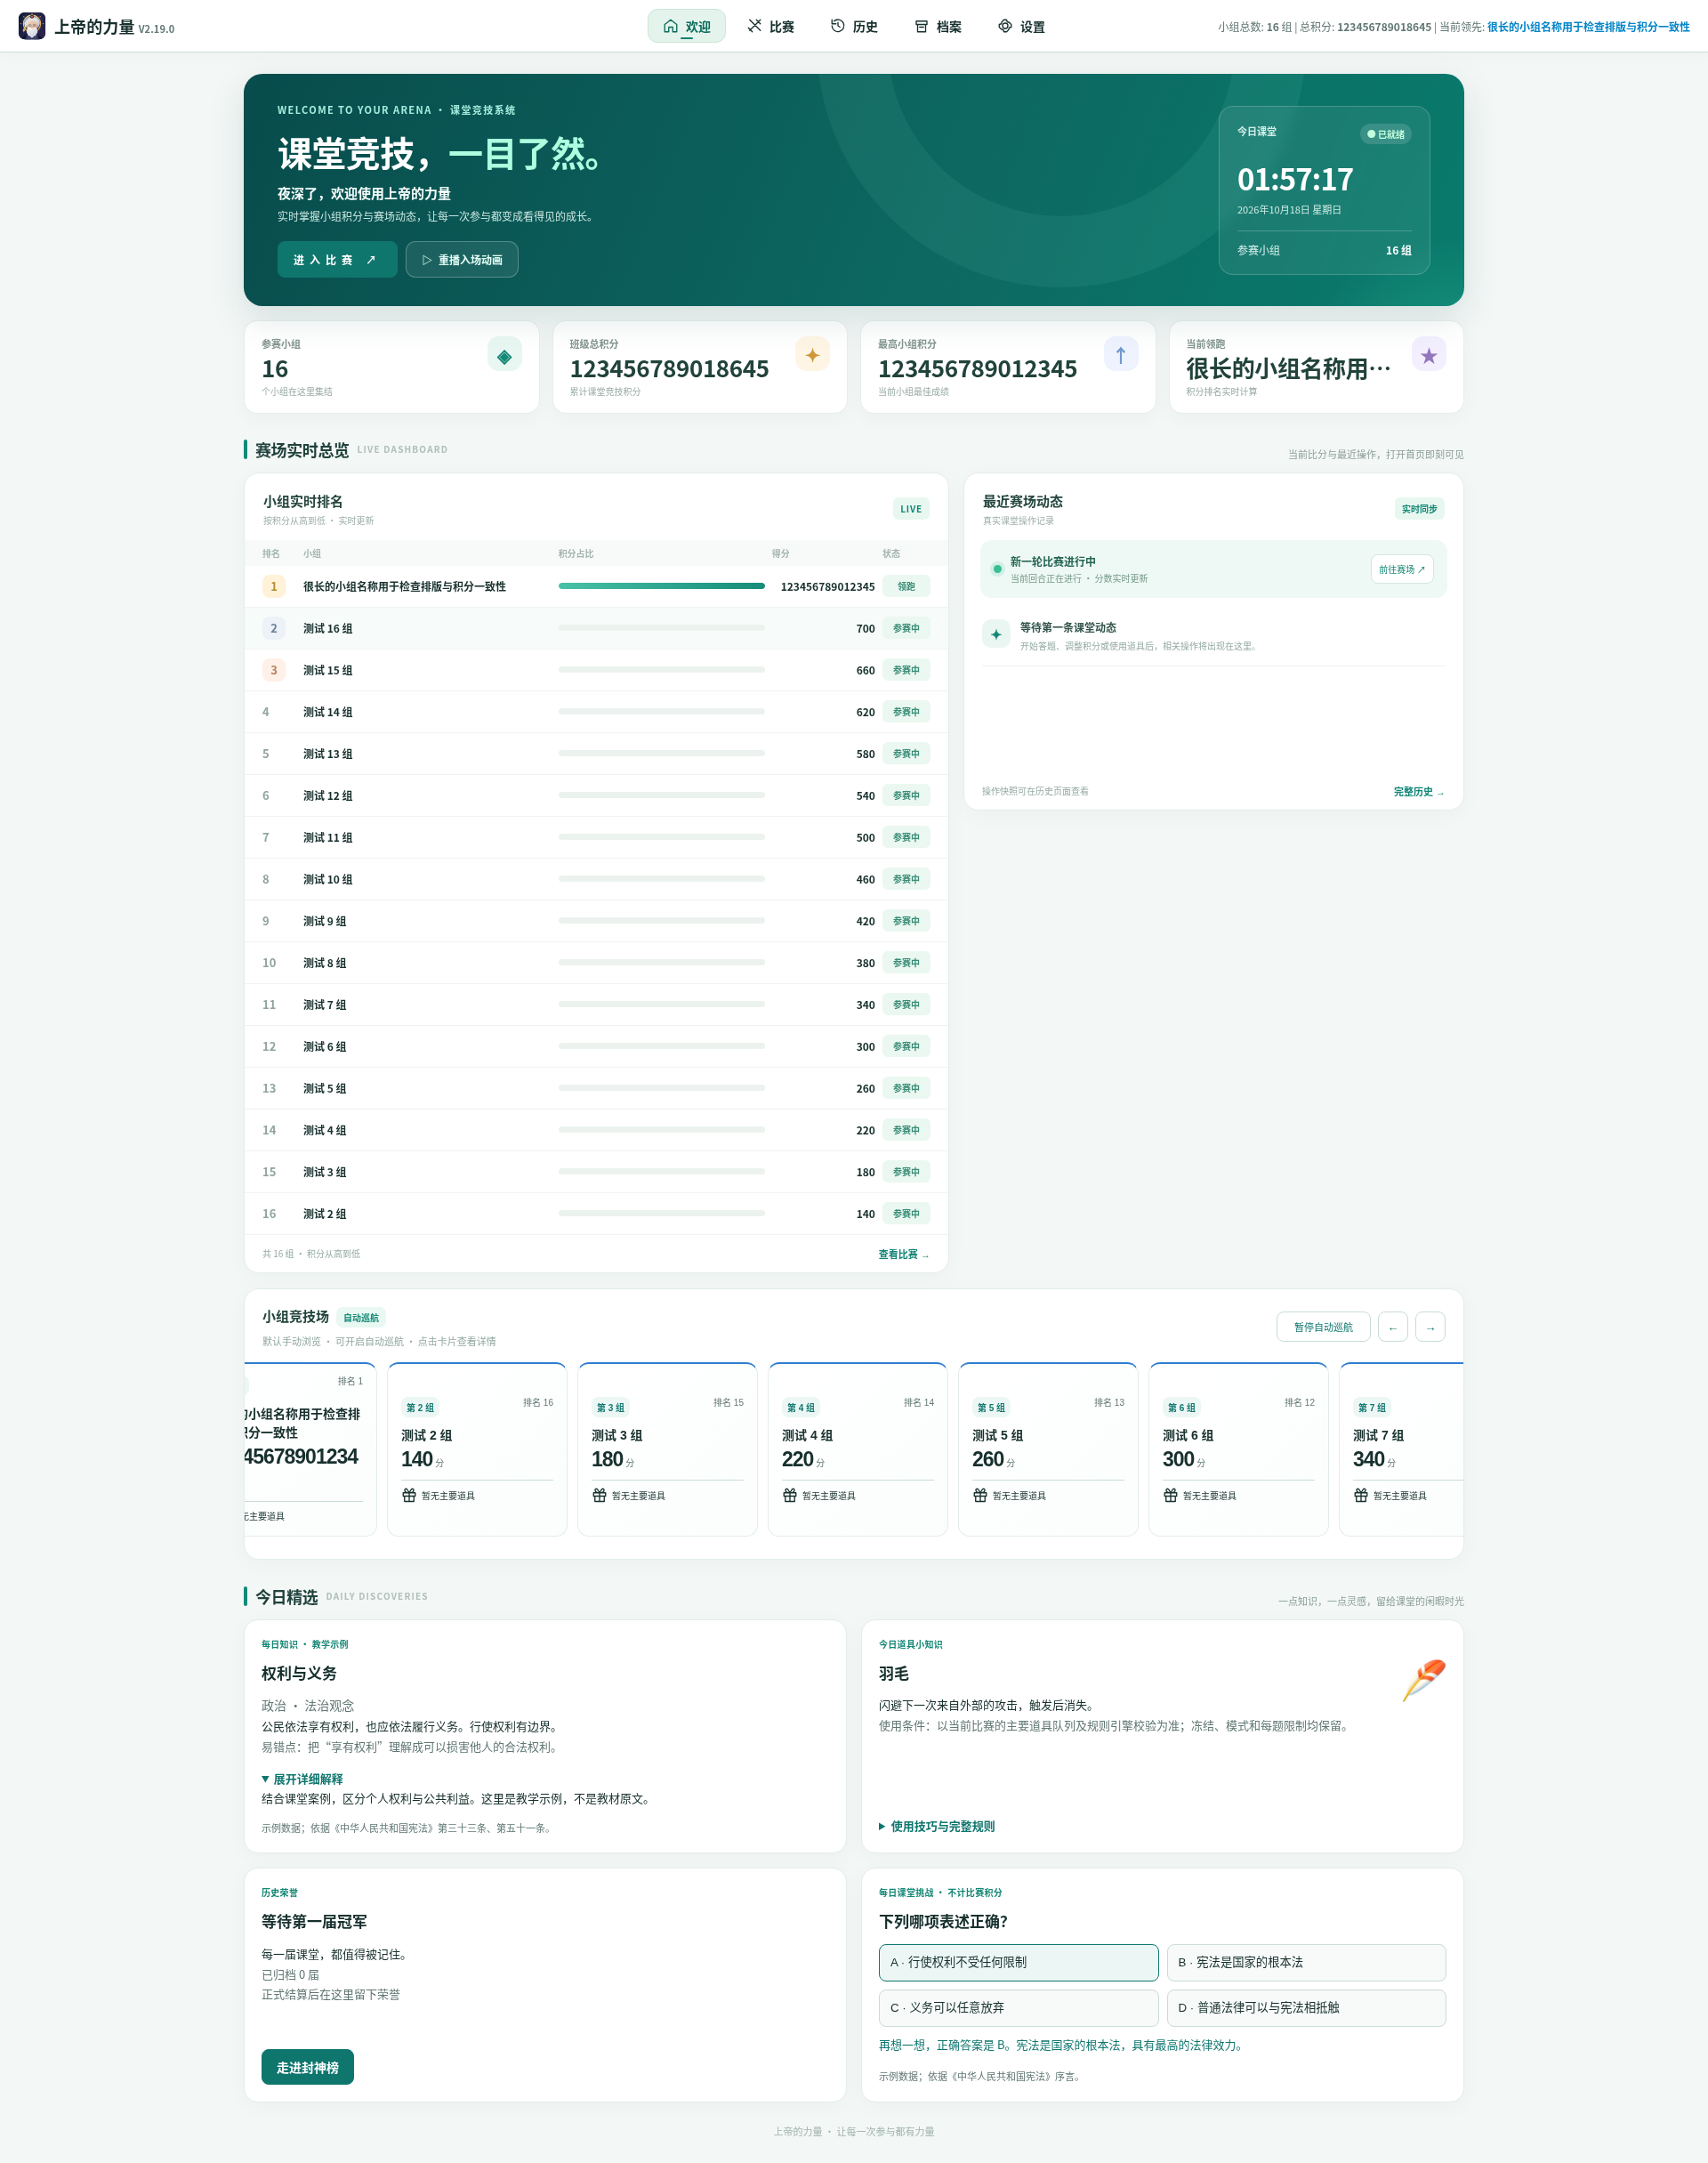 上帝的力量 V2.19.0
欢迎
比赛
历史
档案
设置
小组总数: 16 组 | 总积分: 123456789018645 | 当前领先: 很长的小组名称用于检查排版与积分一致性
WELCOME TO YOUR ARENA · 课堂竞技系统
课堂竞技，一目了然。
夜深了，欢迎使用上帝的力量
实时掌握小组积分与赛场动态，让每一次参与都变成看得见的成长。
进入比赛 ↗
▷ 重播入场动画
今日课堂
已就绪
01:57:17
2026年10月18日 星期日
参赛小组
16 组
参赛小组
16
个小组在这里集结
班级总积分
123456789018645
累计课堂竞技积分
最高小组积分
123456789012345
当前小组最佳成绩
当前领跑
很长的小组名称用…
积分排名实时计算
赛场实时总览 LIVE DASHBOARD
当前比分与最近操作，打开首页即刻可见
小组实时排名
按积分从高到低 · 实时更新
LIVE
排名 小组 积分占比 得分 状态
1 很长的小组名称用于检查排版与积分一致性 123456789012345 领跑
2 测试 16 组 700 参赛中
3 测试 15 组 660 参赛中
4 测试 14 组 620 参赛中
5 测试 13 组 580 参赛中
6 测试 12 组 540 参赛中
7 测试 11 组 500 参赛中
8 测试 10 组 460 参赛中
9 测试 9 组 420 参赛中
10 测试 8 组 380 参赛中
11 测试 7 组 340 参赛中
12 测试 6 组 300 参赛中
13 测试 5 组 260 参赛中
14 测试 4 组 220 参赛中
15 测试 3 组 180 参赛中
16 测试 2 组 140 参赛中
共 16 组 · 积分从高到低
查看比赛 →
最近赛场动态
真实课堂操作记录
实时同步
新一轮比赛进行中
当前回合正在进行 · 分数实时更新
前往赛场 ↗
等待第一条课堂动态
开始答题、调整积分或使用道具后，相关操作将出现在这里。
操作快照可在历史页面查看
完整历史 →
小组竞技场 自动巡航
默认手动浏览 · 可开启自动巡航 · 点击卡片查看详情
暂停自动巡航
←
→
排名 1
小组名称用于检查排
积分一致性
45678901234
主要道具
第 2 组
排名 16
测试 2 组
140 分
暂无主要道具
第 3 组
排名 15
测试 3 组
180 分
暂无主要道具
第 4 组
排名 14
测试 4 组
220 分
暂无主要道具
第 5 组
排名 13
测试 5 组
260 分
暂无主要道具
第 6 组
排名 12
测试 6 组
300 分
暂无主要道具
第 7 组
测试 7 组
340 分
暂无主要道具
今日精选 DAILY DISCOVERIES
一点知识，一点灵感，留给课堂的闲暇时光
每日知识 · 教学示例
权利与义务
政治 · 法治观念
公民依法享有权利，也应依法履行义务。行使权利有边界。
易错点：把“享有权利”理解成可以损害他人的合法权利。
▼ 展开详细解释
结合课堂案例，区分个人权利与公共利益。这里是教学示例，不是教材原文。
示例数据；依据《中华人民共和国宪法》第三十三条、第五十一条。
今日道具小知识
羽毛
闪避下一次来自外部的攻击，触发后消失。
使用条件：以当前比赛的主要道具队列及规则引擎校验为准；冻结、模式和每题限制均保留。
▶ 使用技巧与完整规则
历史荣誉
等待第一届冠军
每一届课堂，都值得被记住。
已归档 0 届
正式结算后在这里留下荣誉
走进封神榜
每日课堂挑战 · 不计比赛积分
下列哪项表述正确？
A · 行使权利不受任何限制
B · 宪法是国家的根本法
C · 义务可以任意放弃
D · 普通法律可以与宪法相抵触
再想一想，正确答案是 B。宪法是国家的根本法，具有最高的法律效力。
示例数据；依据《中华人民共和国宪法》序言。
上帝的力量 · 让每一次参与都有力量